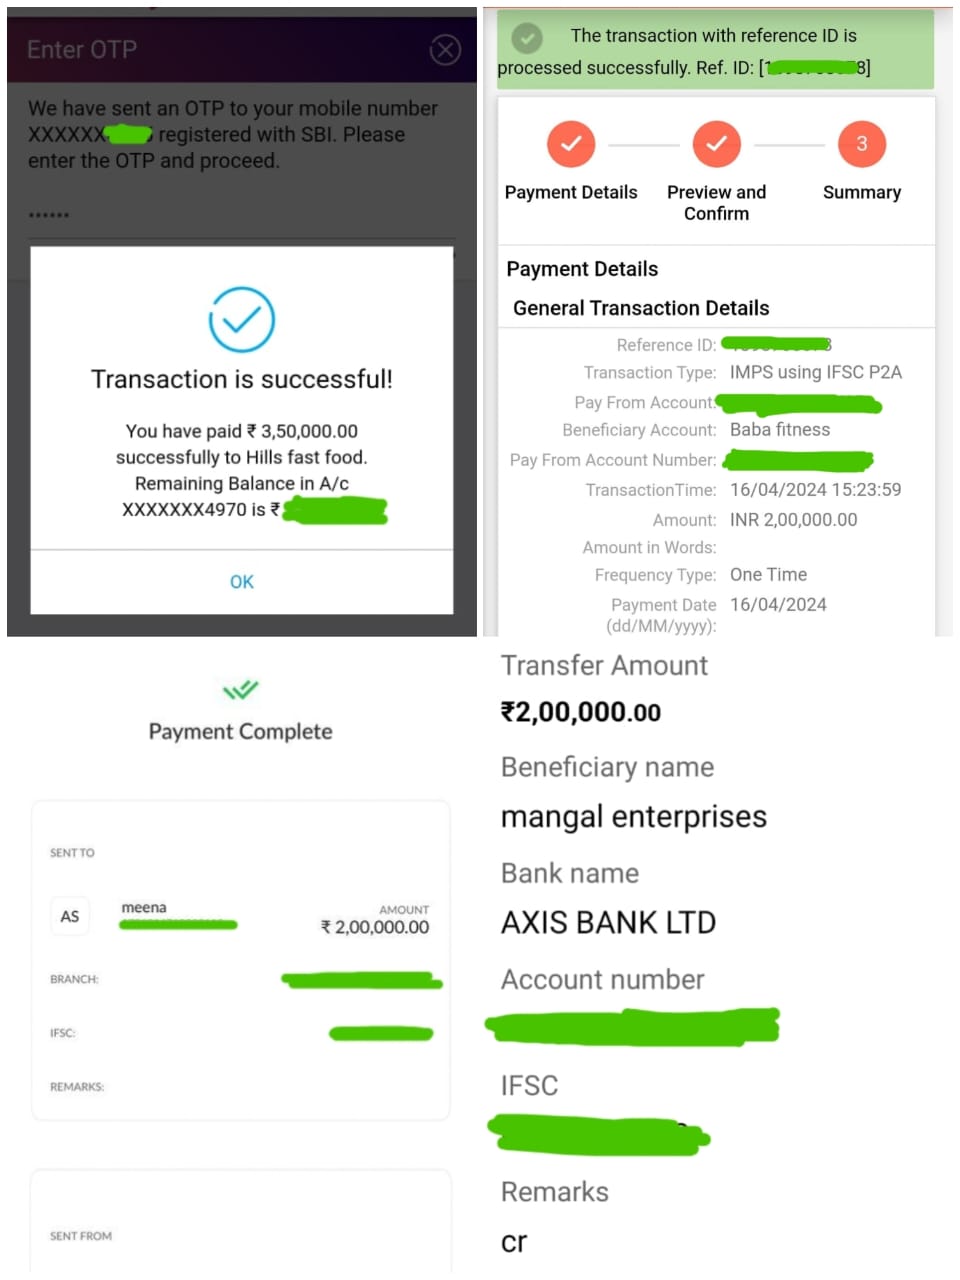 Enter OTP
We have sent an OTP to your mobile number
XXXXXX registered with SBI. Please
enter the OTP and proceed.
••••••
Transaction is successful!
You have paid ₹ 3,50,000.00
successfully to Hills fast food.
Remaining Balance in A/c
XXXXXXX4970 is ₹
OK
The transaction with reference ID is
processed successfully. Ref. ID: [1 8]
3
Payment Details
Preview and
Confirm
Summary
Payment Details
General Transaction Details
Reference ID:
Transaction Type: IMPS using IFSC P2A
Pay From Account:
Beneficiary Account: Baba fitness
Pay From Account Number:
TransactionTime: 16/04/2024 15:23:59
Amount: INR 2,00,000.00
Amount in Words:
Frequency Type: One Time
Payment Date 16/04/2024
(dd/MM/yyyy):
Payment Complete
SENT TO
AS
meena
AMOUNT
₹ 2,00,000.00
BRANCH:
IFSC:
REMARKS:
SENT FROM
Transfer Amount
₹2,00,000.00
Beneficiary name
mangal enterprises
Bank name
AXIS BANK LTD
Account number
IFSC
Remarks
cr